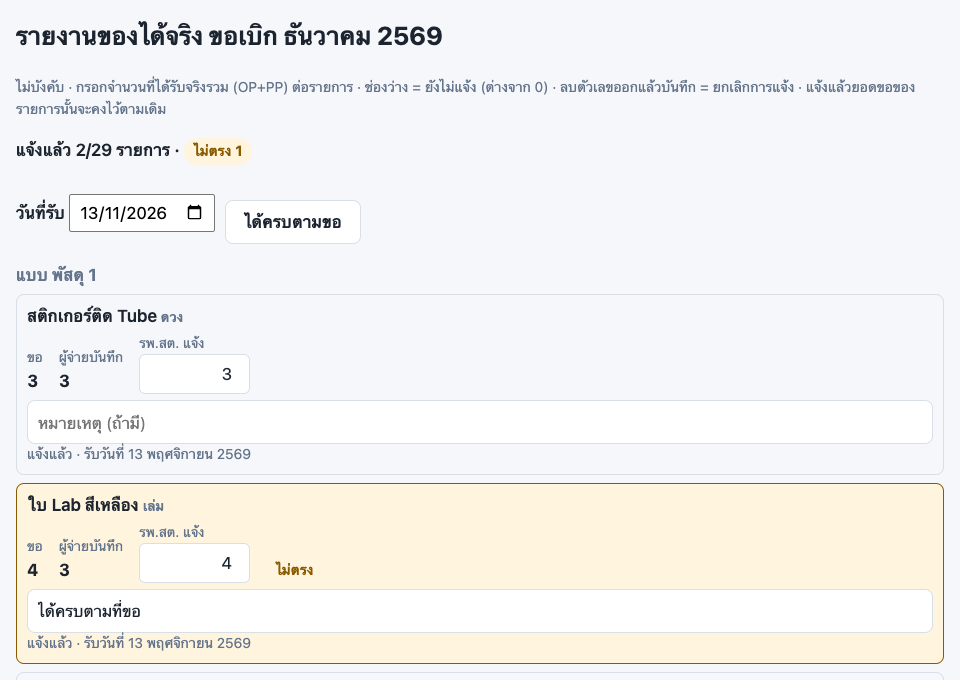 รายงานของได้จริง ขอเบิก ธันวาคม 2569
ไม่บังคับ · กรอกจำนวนที่ได้รับจริงรวม (OP+PP) ต่อรายการ · ช่องว่าง = ยังไม่แจ้ง (ต่างจาก 0) · ลบตัวเลขออกแล้วบันทึก = ยกเลิกการแจ้ง · แจ้งแล้วยอดขอของ
รายการนั้นจะคงไว้ตามเดิม
แจ้งแล้ว 2/29 รายการ · ไม่ตรง 1
วันที่รับ 13/11/2026 ได้ครบตามขอ
แบบ พัสดุ 1
สติกเกอร์ติด Tube ดวง
ขอ ผู้จ่ายบันทึก รพ.สต. แจ้ง
3 3 3
หมายเหตุ (ถ้ามี)
แจ้งแล้ว · รับวันที่ 13 พฤศจิกายน 2569
ใบ Lab สีเหลือง เล่ม
ขอ ผู้จ่ายบันทึก รพ.สต. แจ้ง
4 3 4 ไม่ตรง
ได้ครบตามที่ขอ
แจ้งแล้ว · รับวันที่ 13 พฤศจิกายน 2569